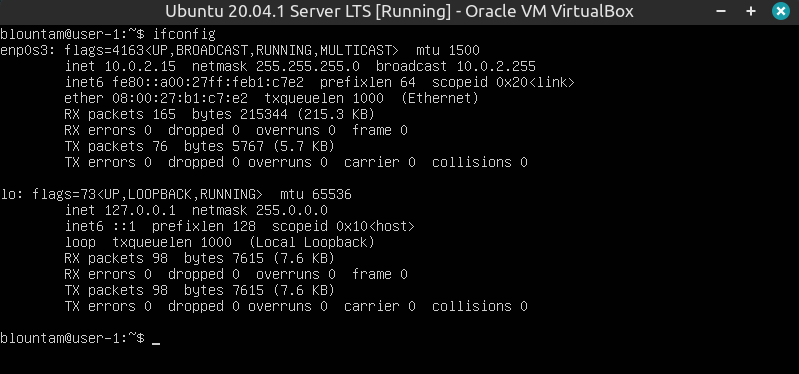 Ubuntu 20.04.1 Server LTS [Running] - Oracle VM VirtualBox
blountam@user-1:~$ ifconfig
enp0s3: flags=4163<UP,BROADCAST,RUNNING,MULTICAST>  mtu 1500
        inet 10.0.2.15  netmask 255.255.255.0  broadcast 10.0.2.255
        inet6 fe80::a00:27ff:feb1:c7e2  prefixlen 64  scopeid 0x20<link>
        ether 08:00:27:b1:c7:e2  txqueuelen 1000  (Ethernet)
        RX packets 165  bytes 215344 (215.3 KB)
        RX errors 0  dropped 0  overruns 0  frame 0
        TX packets 76  bytes 5767 (5.7 KB)
        TX errors 0  dropped 0 overruns 0  carrier 0  collisions 0
lo: flags=73<UP,LOOPBACK,RUNNING>  mtu 65536
        inet 127.0.0.1  netmask 255.0.0.0
        inet6 ::1  prefixlen 128  scopeid 0x10<host>
        loop  txqueuelen 1000  (Local Loopback)
        RX packets 98  bytes 7615 (7.6 KB)
        RX errors 0  dropped 0  overruns 0  frame 0
        TX packets 98  bytes 7615 (7.6 KB)
        TX errors 0  dropped 0 overruns 0  carrier 0  collisions 0
blountam@user-1:~$ _